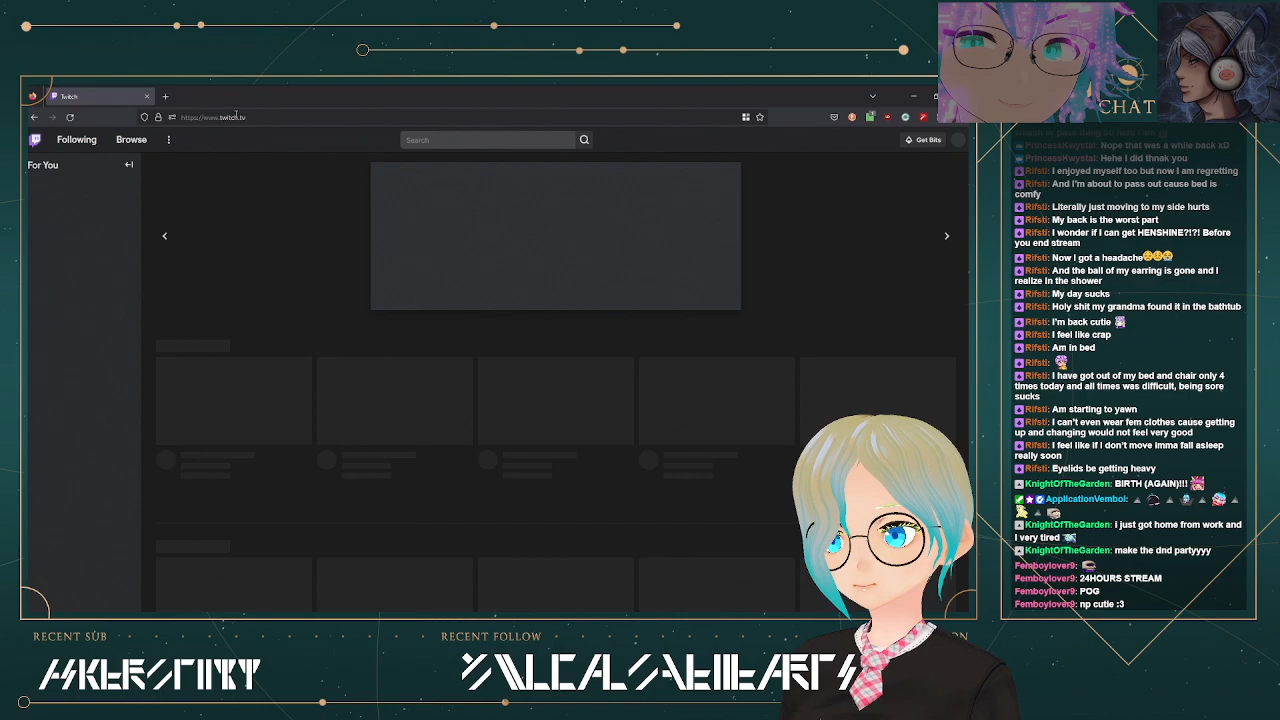 Twitch
https://www.twitch.tv
Following
Browse
Search
Get Bits
For You
CHAT
PrincessKwystal: Nope that was a while back xD
PrincessKwystal: Hehe I did thnak you
Rifsti: I enjoyed myself too but now I am regretting
Rifsti: And I'm about to pass out cause bed is
comfy
Rifsti: Literally just moving to my side hurts
Rifsti: My back is the worst part
Rifsti: I wonder if I can get HENSHINE?!?! Before
you end stream
Rifsti: Now I got a headache
Rifsti: And the ball of my earring is gone and I
realize in the shower
Rifsti: My day sucks
Rifsti: Holy shit my grandma found it in the bathtub
Rifsti: I'm back cutie
Rifsti: I feel like crap
Rifsti: Am in bed
Rifsti:
Rifsti: I have got out of my bed and chair only 4
times today and all times was difficult, being sore
sucks
Rifsti: Am starting to yawn
Rifsti: I can't even wear fem clothes cause getting
up and changing would not feel very good
Rifsti: I feel like if I don't move Imma fall asleep
really soon
Rifsti: Eyelids be getting heavy
KnightOfTheGarden: BIRTH (AGAIN)!!!
ApplicationVembol:
KnightOfTheGarden: i just got home from work and
I very tired
KnightOfTheGarden: make the dnd partyyyy
Femboylover9:
Femboylover9: 24HOURS STREAM
Femboylover9: POG
Femboylover9: np cutie :3
RECENT SUB
RECENT FOLLOW